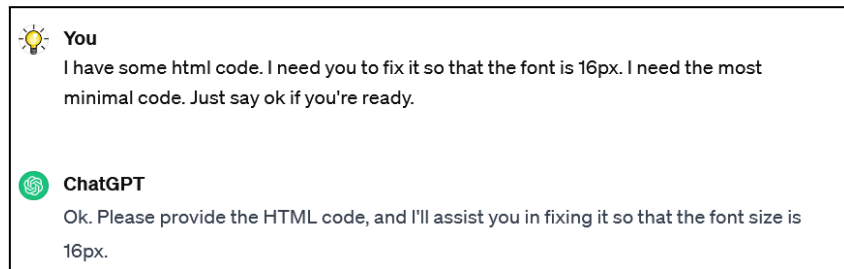 You
I have some html code. I need you to fix it so that the font is 16px. I need the most
minimal code. Just say ok if you're ready.
ChatGPT
Ok. Please provide the HTML code, and I'll assist you in fixing it so that the font size is
16px.